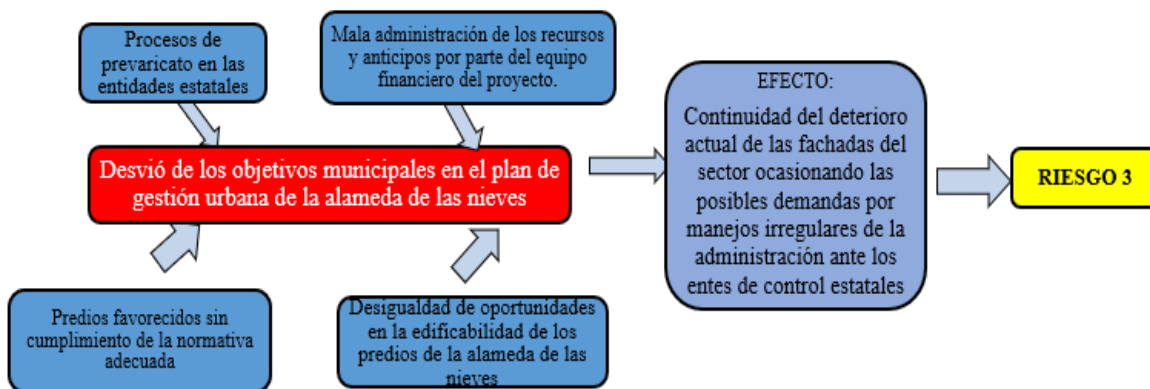 Procesos de
prevaricato en las
entidades estatales
Mala administración de los recursos
y anticipos por parte del equipo
financiero del proyecto.
Desvió de los objetivos municipales en el plan de
gestión urbana de la alameda de las nieves
Predios favorecidos sin
cumplimiento de la normativa
adecuada
Desigualdad de oportunidades
en la edificabilidad de los
predios de la alameda de las
nieves
EFECTO:
Continuidad del deterioro
actual de las fachadas del
sector ocasionando las
posibles demandas por
manejos irregulares de la
administración ante los
entes de control estatales
RIESGO 3